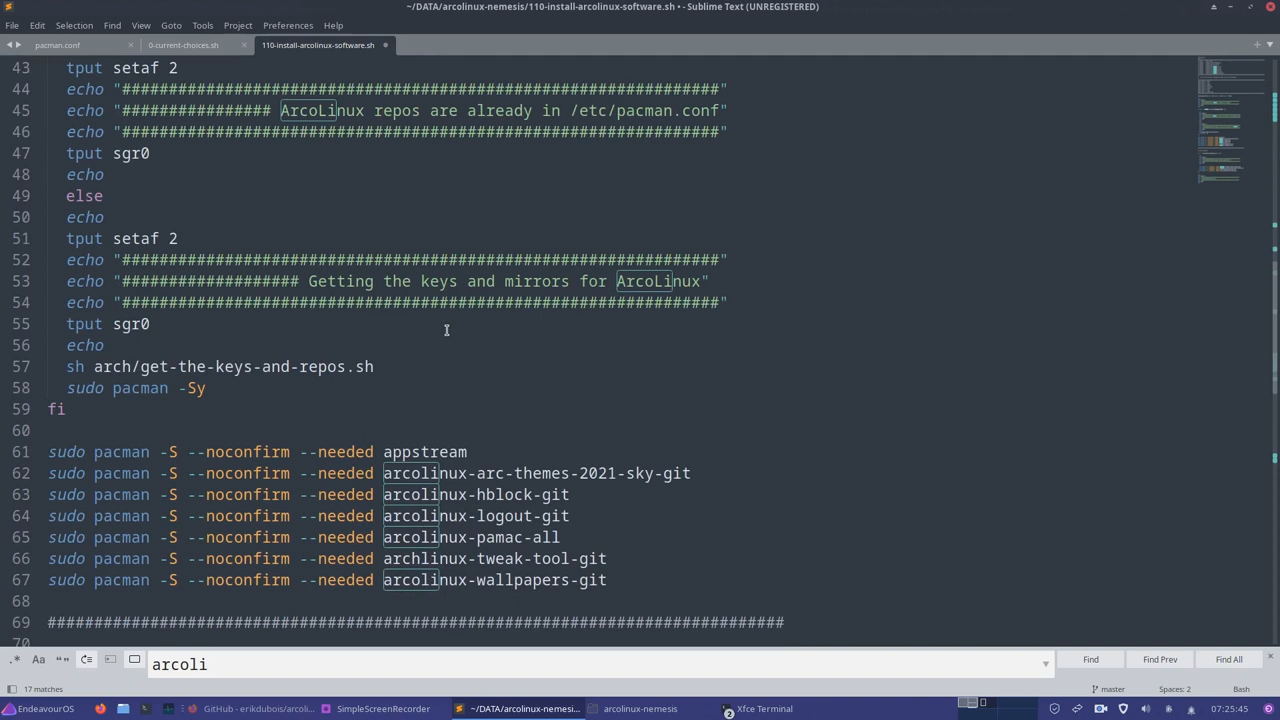 ~/DATA/arcolinux-nemesis/110-install-arcolinux-software.sh • - Sublime Text (UNREGISTERED)
File Edit Selection Find View Goto Tools Project Preferences Help
pacman.conf × 0-current-choices.sh × 110-install-arcolinux-software.sh
43 tput setaf 2
44 echo "################################################################"
45 echo "################ ArcoLinux repos are already in /etc/pacman.conf"
46 echo "################################################################"
47 tput sgr0
48 echo
49 else
50 echo
51 tput setaf 2
52 echo "################################################################"
53 echo "################### Getting the keys and mirrors for ArcoLinux"
54 echo "################################################################"
55 tput sgr0
56 echo
57 sh arch/get-the-keys-and-repos.sh
58 sudo pacman -Sy
59 fi
60
61 sudo pacman -S --noconfirm --needed appstream
62 sudo pacman -S --noconfirm --needed arcolinux-arc-themes-2021-sky-git
63 sudo pacman -S --noconfirm --needed arcolinux-hblock-git
64 sudo pacman -S --noconfirm --needed arcolinux-logout-git
65 sudo pacman -S --noconfirm --needed arcolinux-pamac-all
66 sudo pacman -S --noconfirm --needed archlinux-tweak-tool-git
67 sudo pacman -S --noconfirm --needed arcolinux-wallpapers-git
68
69 ###############################################################################
70
.* Aa “” arcoli Find Find Prev Find All
17 matches master Spaces: 2 Bash
EndeavourOS GitHub - erikdubois/arcoli... SimpleScreenRecorder ~/DATA/arcolinux-nemesi... arcolinux-nemesis 2 Xfce Terminal 07:25:45